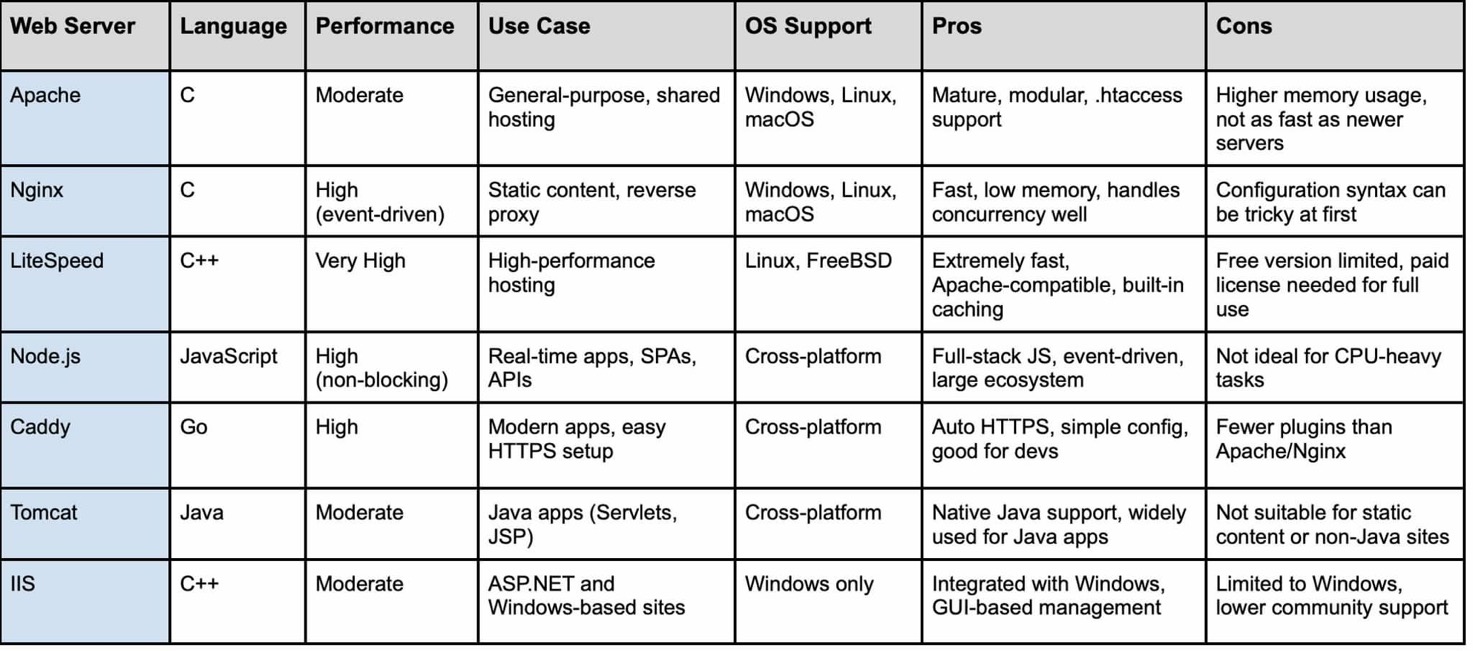 Web Server Language Performance Use Case OS Support Pros Cons
Apache C Moderate General-purpose, shared Windows, Linux, Mature, modular, .htaccess Higher memory usage,
hosting macOS support not as fast as newer
servers
Nginx C High Static content, reverse Windows, Linux, Fast, low memory, handles Configuration syntax can
(event-driven) proxy macOS concurrency well be tricky at first
LiteSpeed C++ Very High High-performance Linux, FreeBSD Extremely fast, Free version limited, paid
hosting Apache-compatible, built-in license needed for full
caching use
Node.js JavaScript High Real-time apps, SPAs, Cross-platform Full-stack JS, event-driven, Not ideal for CPU-heavy
(non-blocking) APIs large ecosystem tasks
Caddy Go High Modern apps, easy Cross-platform Auto HTTPS, simple config, Fewer plugins than
HTTPS setup good for devs Apache/Nginx
Tomcat Java Moderate Java apps (Servlets, Cross-platform Native Java support, widely Not suitable for static
JSP) used for Java apps content or non-Java sites
IIS C++ Moderate ASP.NET and Windows only Integrated with Windows, Limited to Windows,
Windows-based sites GUI-based management lower community support